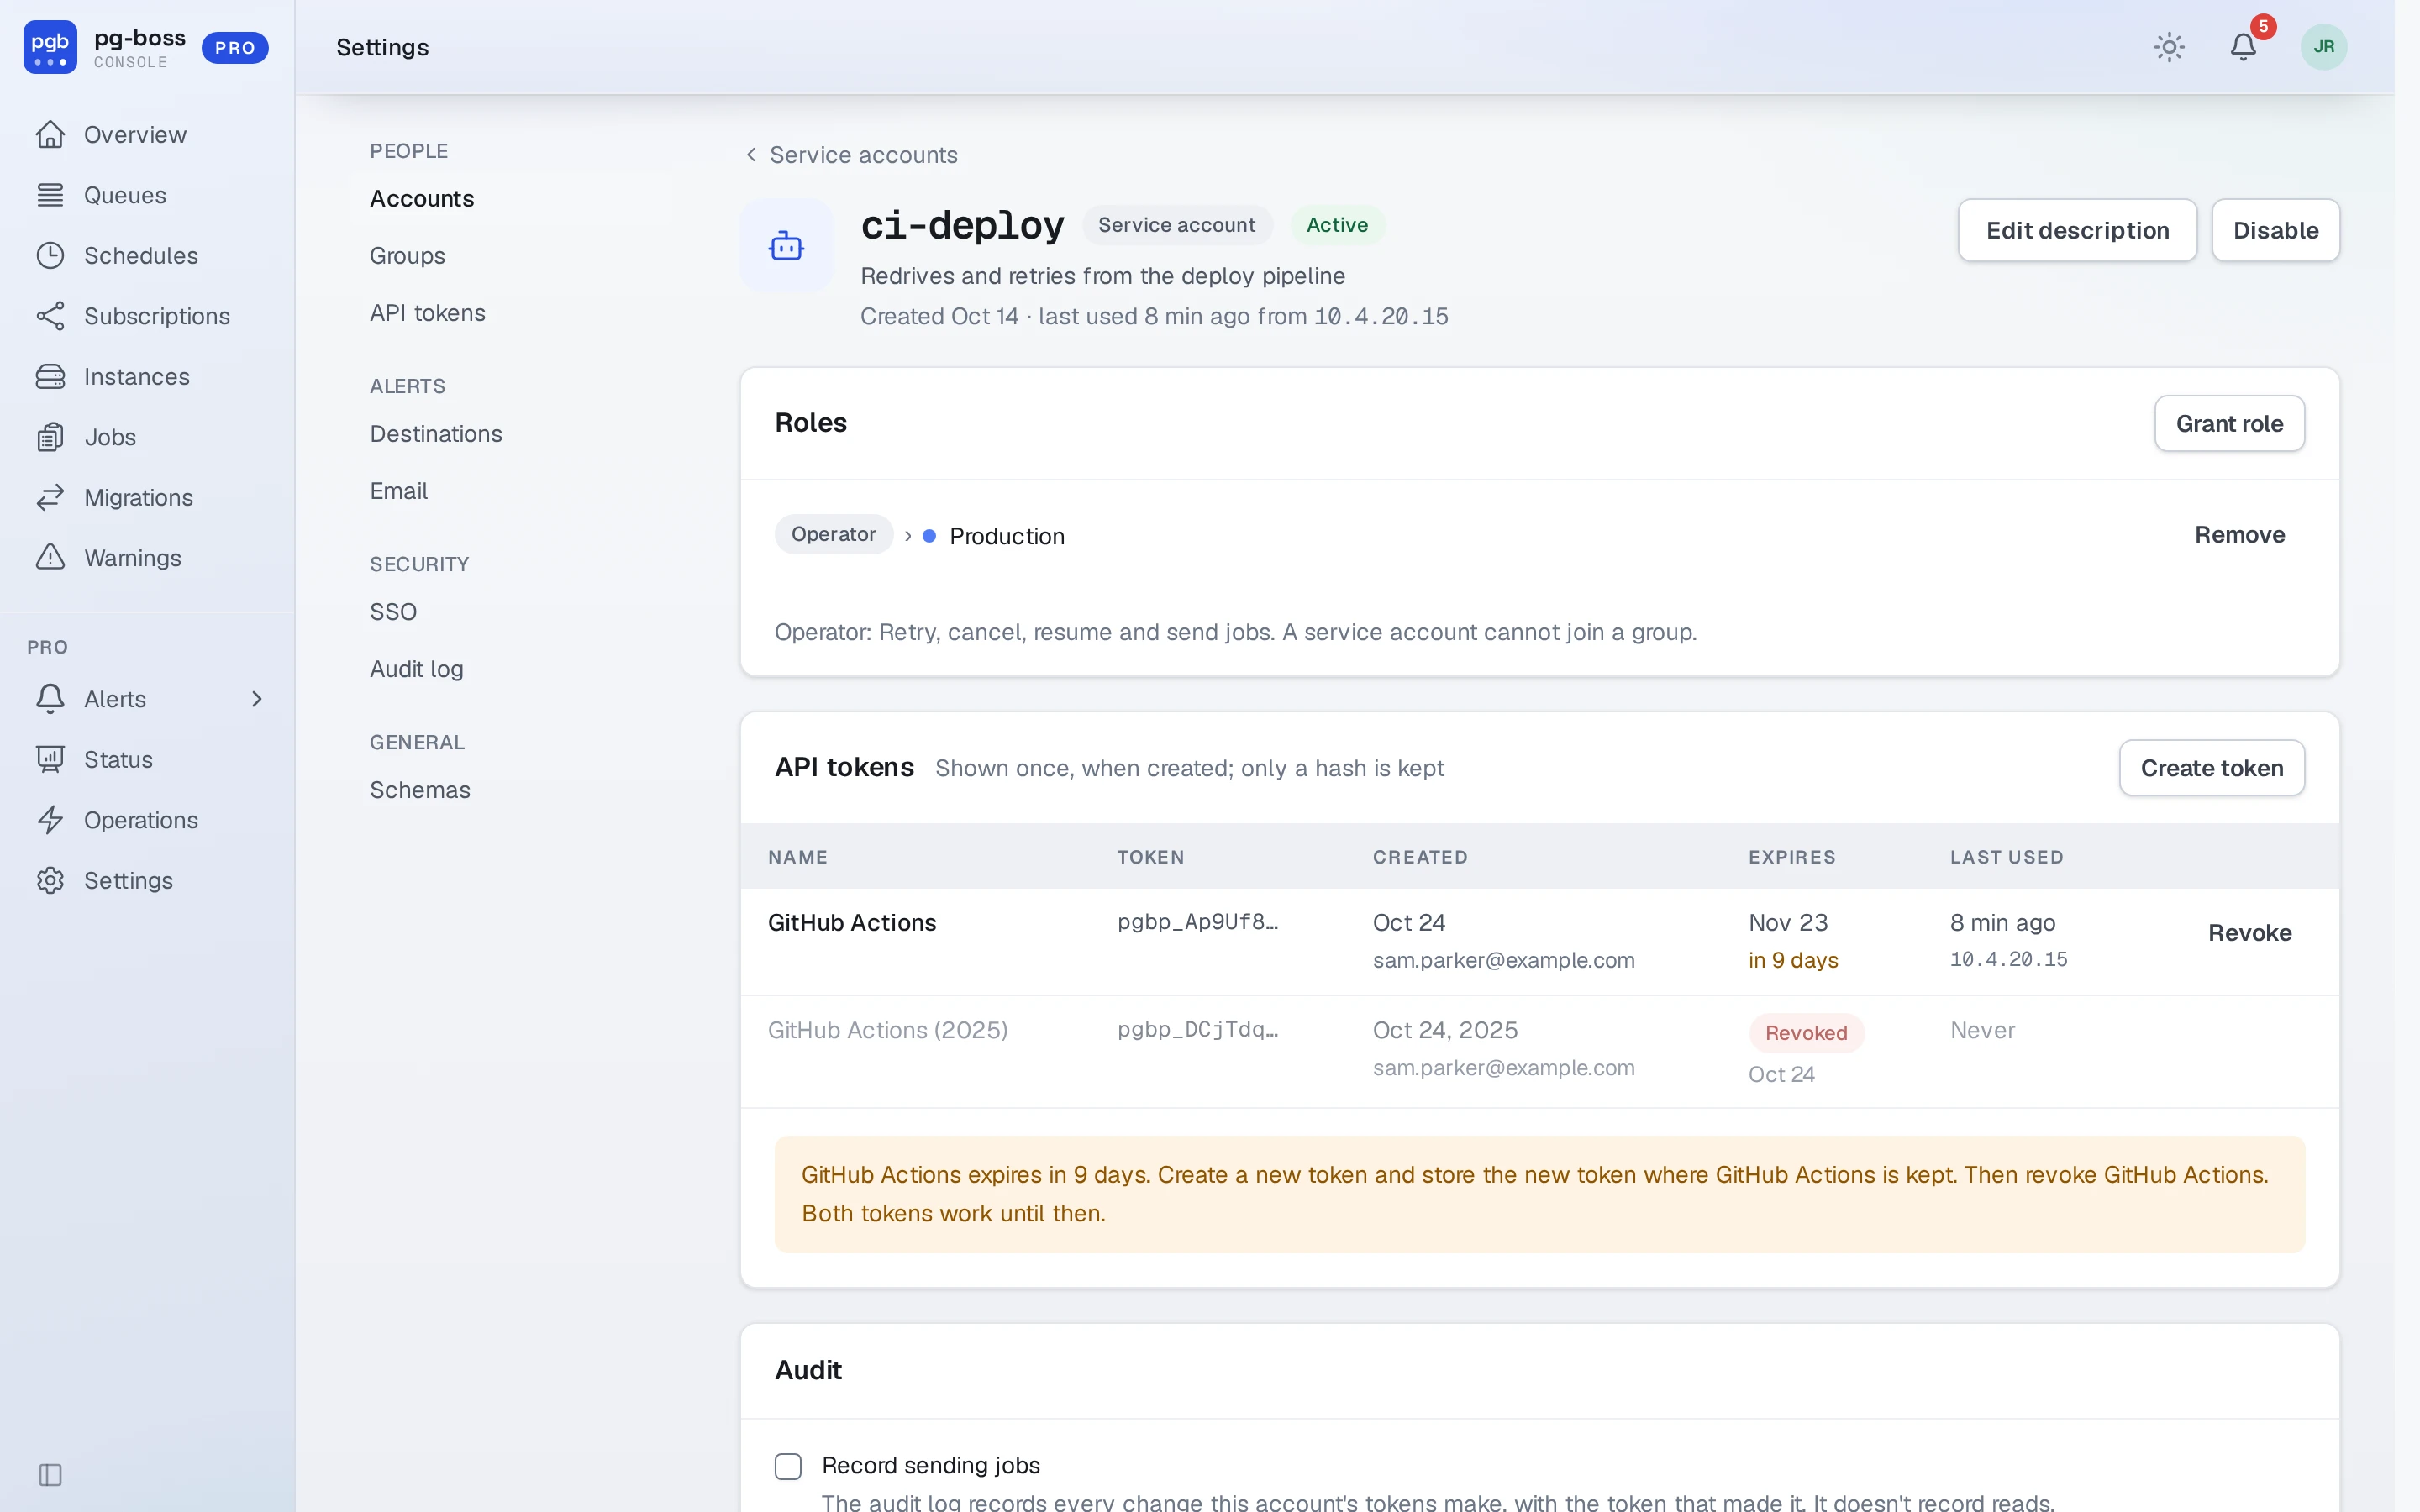 pgb
pg-boss
CONSOLE
PRO
Settings
5
JR
Overview
Queues
Schedules
Subscriptions
Instances
Jobs
Migrations
Warnings
PRO
Alerts
Status
Operations
Settings
PEOPLE
Accounts
Groups
API tokens
ALERTS
Destinations
Email
SECURITY
SSO
Audit log
GENERAL
Schemas
Service accounts
ci-deploy Service account Active
Edit description Disable
Redrives and retries from the deploy pipeline
Created Oct 14 · last used 8 min ago from 10.4.20.15
Roles Grant role
Operator › Production Remove
Operator: Retry, cancel, resume and send jobs. A service account cannot join a group.
API tokens Shown once, when created; only a hash is kept Create token
NAME TOKEN CREATED EXPIRES LAST USED
GitHub Actions pgbp_Ap9Uf8… Oct 24 Nov 23 8 min ago Revoke
sam.parker@example.com in 9 days 10.4.20.15
GitHub Actions (2025) pgbp_DCjTdq… Oct 24, 2025 Revoked Never
sam.parker@example.com Oct 24
GitHub Actions expires in 9 days. Create a new token and store the new token where GitHub Actions is kept. Then revoke GitHub Actions.
Both tokens work until then.
Audit
Record sending jobs
The audit log records every change this account's tokens make, with the token that made it. It doesn't record reads.